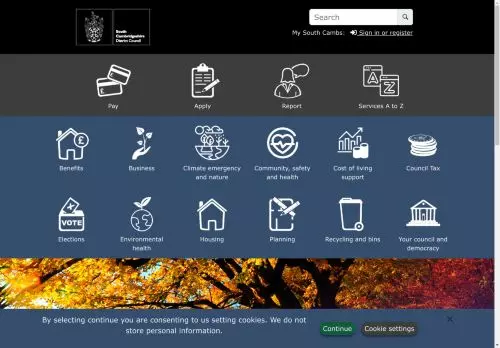 South
Cambridgeshire
District Council
Search
My South Cambs: Sign in or register
Pay
Apply
Report
Services A to Z
A
Z
Benefits
Business
Climate emergency
and nature
Community, safety
and health
Cost of living
support
Council Tax
VOTE
Elections
Environmental
health
Housing
Planning
Recycling and bins
Your council and
democracy
By selecting continue you are consenting to us setting cookies. We do not
store personal information.
Continue
Cookie settings